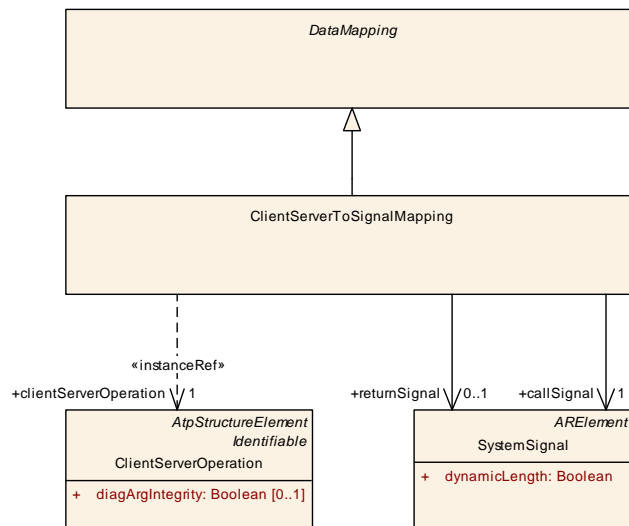 DataMapping
ClientServerToSignalMapping
«instanceRef»
+clientServerOperation 1
+returnSignal 0..1
+callSignal 1
AtpStructureElement
Identifiable
ClientServerOperation
+ diagArgIntegrity: Boolean [0..1]
ARElement
SystemSignal
+ dynamicLength: Boolean